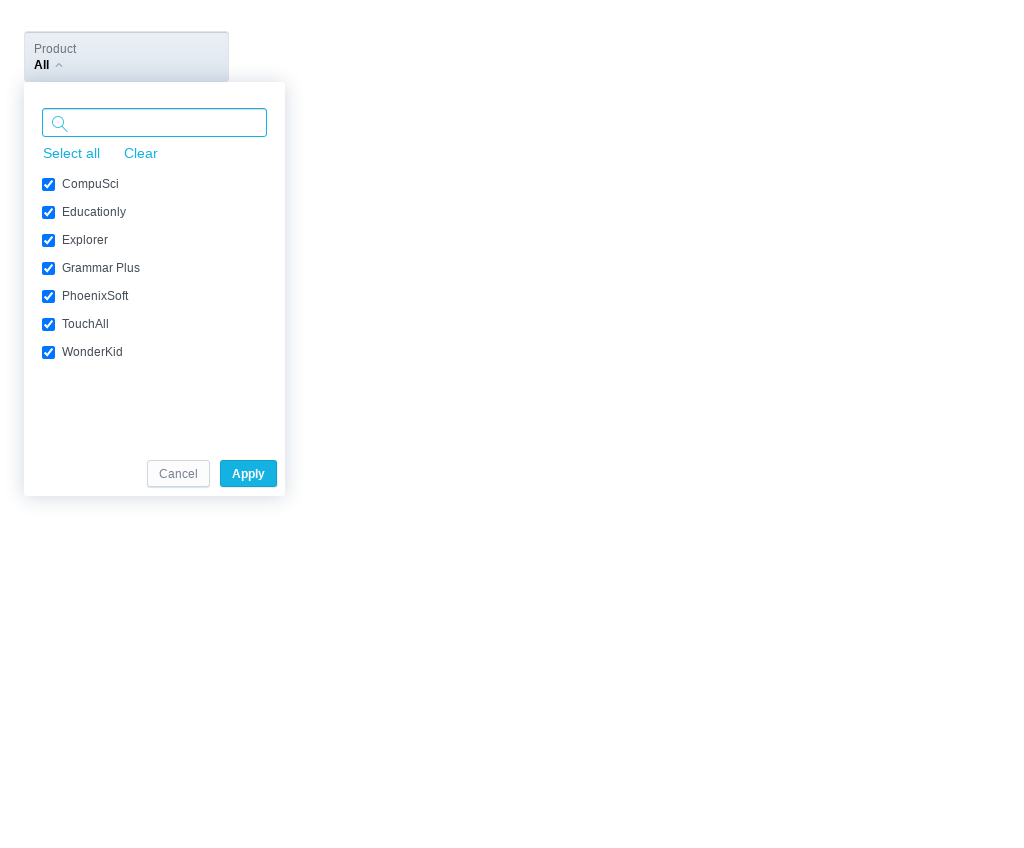 Product
All
Select all Clear
CompuSci
Educationly
Explorer
Grammar Plus
PhoenixSoft
TouchAll
WonderKid
Cancel Apply